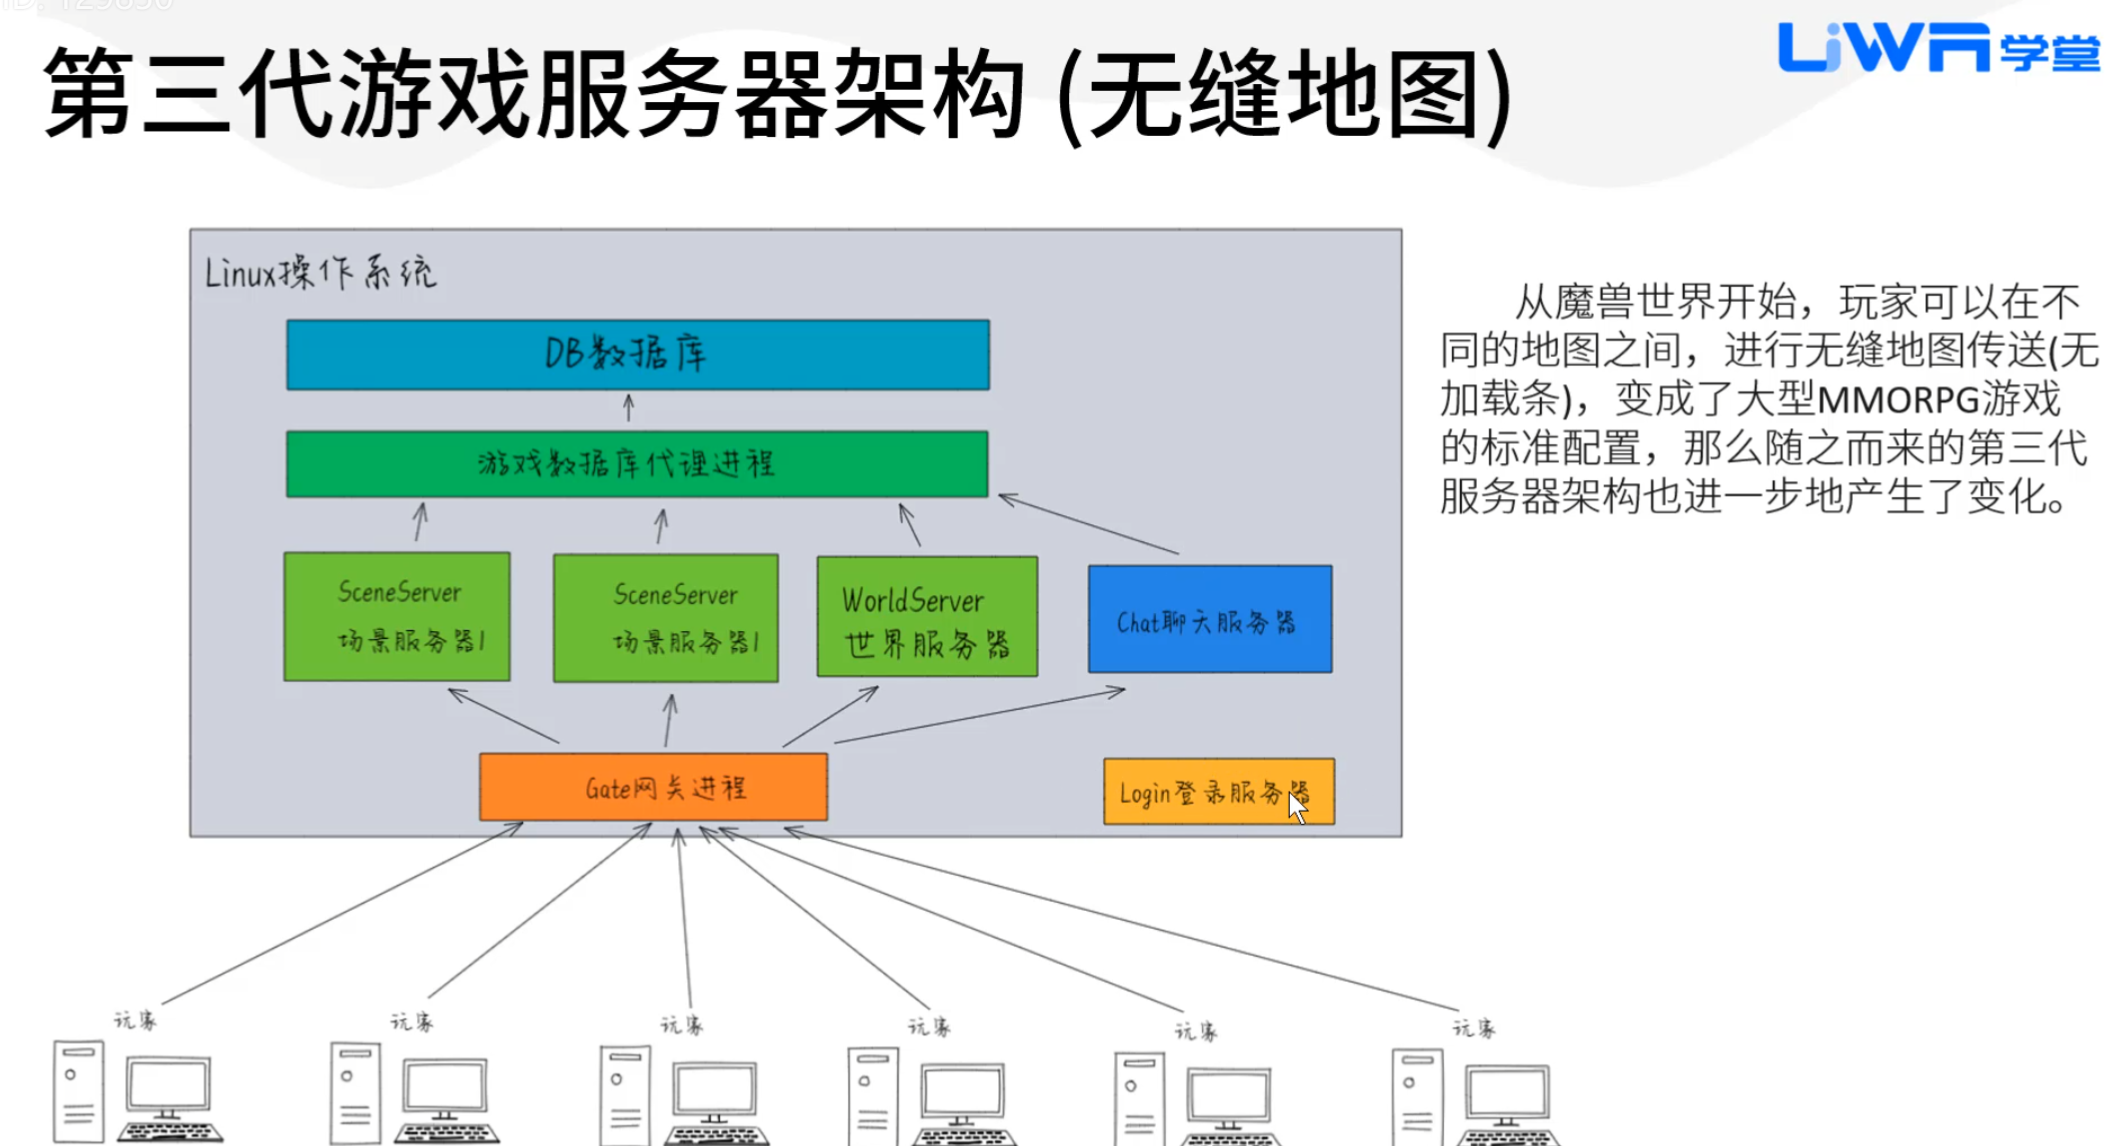 第三代游戏服务器架构 (无缝地图)
LiWA学堂
Linux操作系统
DB数据库
游戏数据库代理进程
SceneServer
场景服务器1
SceneServer
场景服务器1
WorldServer
世界服务器
Chat聊天服务器
Gate网关进程
Login登录服务器
从魔兽世界开始，玩家可以在不
同的地图之间，进行无缝地图传送(无
加载条)，变成了大型MMORPG游戏
的标准配置，那么随之而来的第三代
服务器架构也进一步地产生了变化。
玩家
玩家
玩家
玩家
玩家
玩家